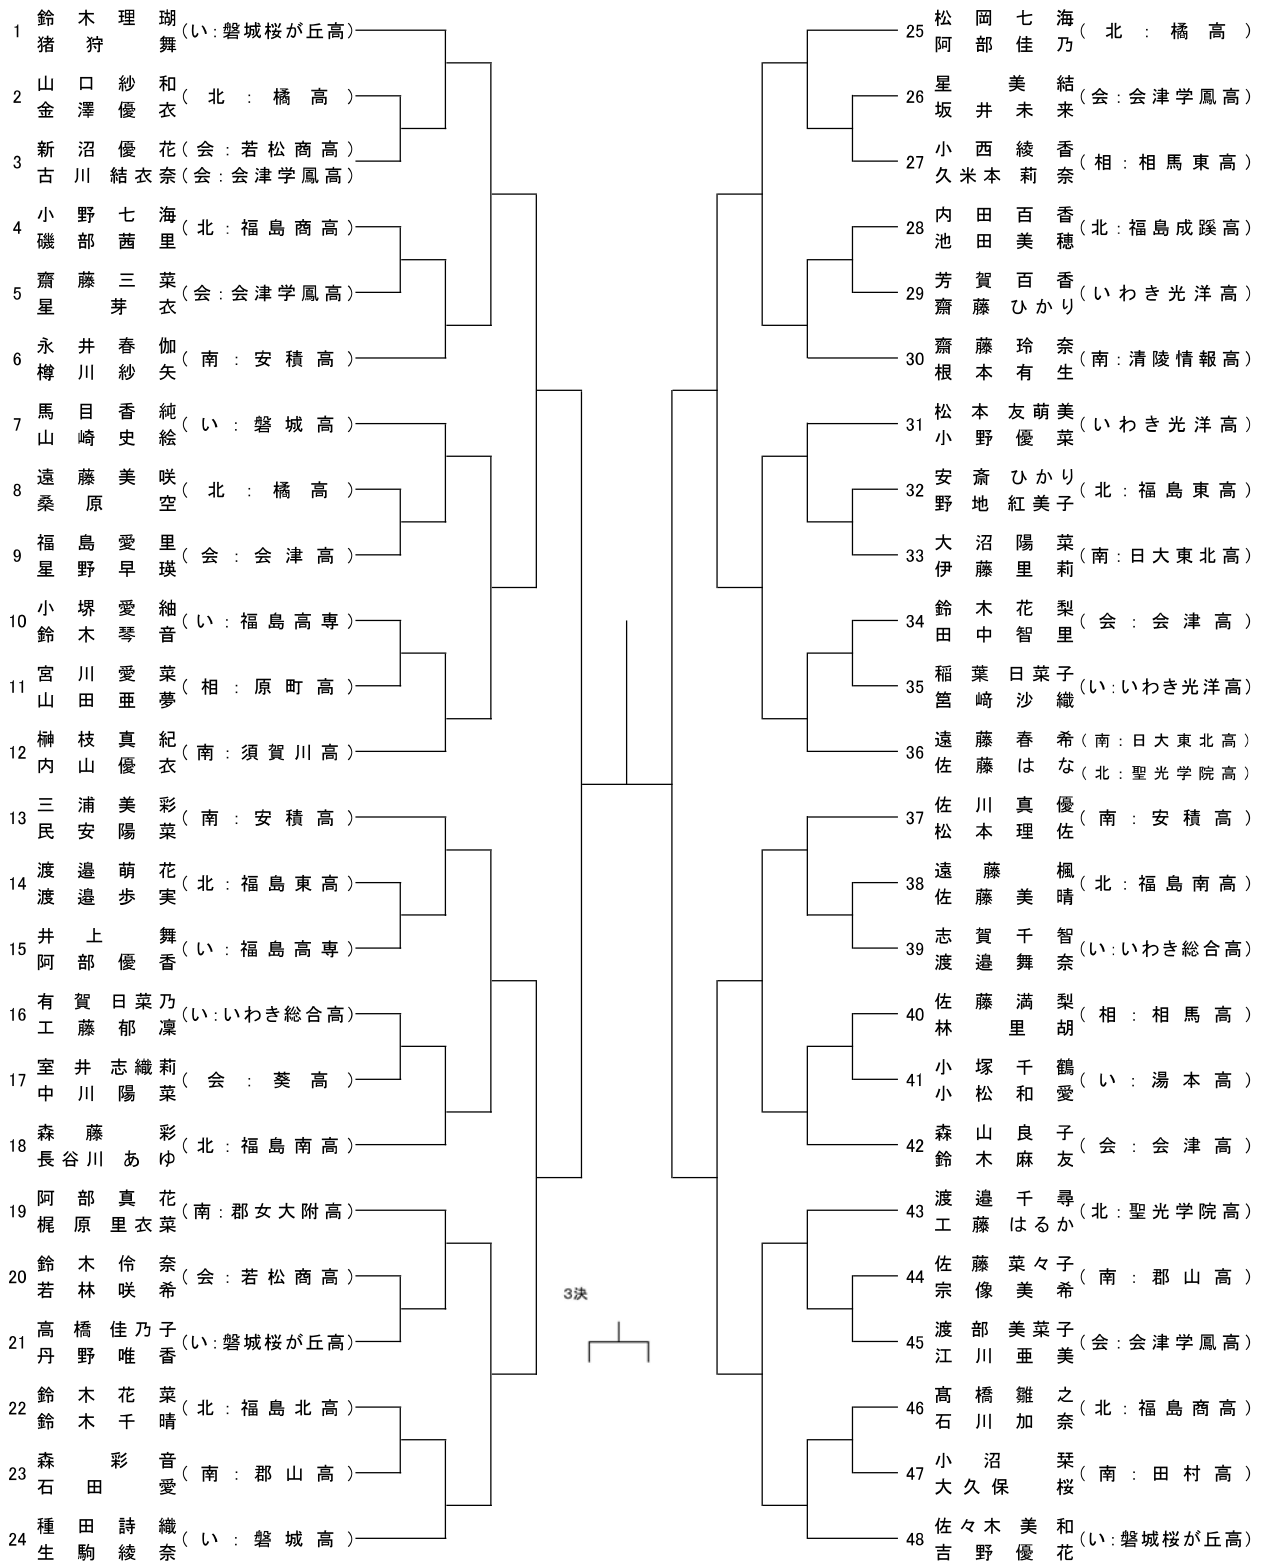 1 鈴木理瑚 (い：磐城桜が丘高)
猪狩舞
2 山口紗和 (北：橘高)
金澤優衣
3 新沼優花 (会：若松商高)
古川結衣奈 (会：会津学鳳高)
4 小野七海 (北：福島商高)
磯部茜里
5 齋藤三菜 (会：会津学鳳高)
星芽衣
6 永井春伽 (南：安積高)
樽川紗矢
7 馬目香純 (い：磐城高)
山崎史絵
8 遠藤美咲 (北：橘高)
桑原空
9 福島愛里 (会：会津高)
星野早瑛
10 小堺愛紬 (い：福島高専)
鈴木琴音
11 宮川愛菜 (相：原町高)
山田亜夢
12 榊枝真紀 (南：須賀川高)
内山優衣
13 三浦美彩 (南：安積高)
民安陽菜
14 渡邉萌花 (北：福島東高)
渡邉歩実
15 井上舞 (い：福島高専)
阿部優香
16 有賀日菜乃 (い：いわき総合高)
工藤郁凜
17 室井志織莉 (会：葵高)
中川陽菜
18 森藤彩 (北：福島南高)
長谷川あゆ
19 阿部真花 (南：郡女大附高)
梶原里衣菜
20 鈴木伶奈 (会：若松商高)
若林咲希
21 高橋佳乃子 (い：磐城桜が丘高)
丹野唯香
22 鈴木花菜 (北：福島北高)
鈴木千晴
23 森彩音 (南：郡山高)
石田愛
24 種田詩織 (い：磐城高)
生駒綾奈
3決
25 松岡七海 (北：橘高)
阿部佳乃
26 星美結 (会：会津学鳳高)
坂井未来
27 小西綾香 (相：相馬東高)
久米本莉奈
28 内田百香 (北：福島成蹊高)
池田美穂
29 芳賀百香 (いわき光洋高)
齋藤ひかり
30 齋藤玲奈 (南：清陵情報高)
根本有生
31 松本友萌美 (いわき光洋高)
小野優菜
32 安斎ひかり (北：福島東高)
野地紅美子
33 大沼陽菜 (南：日大東北高)
伊藤里莉
34 鈴木花梨 (会：会津高)
田中智里
35 稲葉日菜子 (い：いわき光洋高)
筥﨑沙織
36 遠藤春希 (南：日大東北高)
佐藤はな (北：聖光学院高)
37 佐川真優 (南：安積高)
松本理佐
38 遠藤楓 (北：福島南高)
佐藤美晴
39 志賀千智 (い：いわき総合高)
渡邉舞奈
40 佐藤満梨 (相：相馬高)
林里胡
41 小塚千鶴 (い：湯本高)
小松和愛
42 森山良子 (会：会津高)
鈴木麻友
43 渡邉千尋 (北：聖光学院高)
工藤はるか
44 佐藤菜々子 (南：郡山高)
宗像美希
45 渡部美菜子 (会：会津学鳳高)
江川亜美
46 髙橋雛之 (北：福島商高)
石川加奈
47 小沼栞 (南：田村高)
大久保桜
48 佐々木美和 (い：磐城桜が丘高)
吉野優花